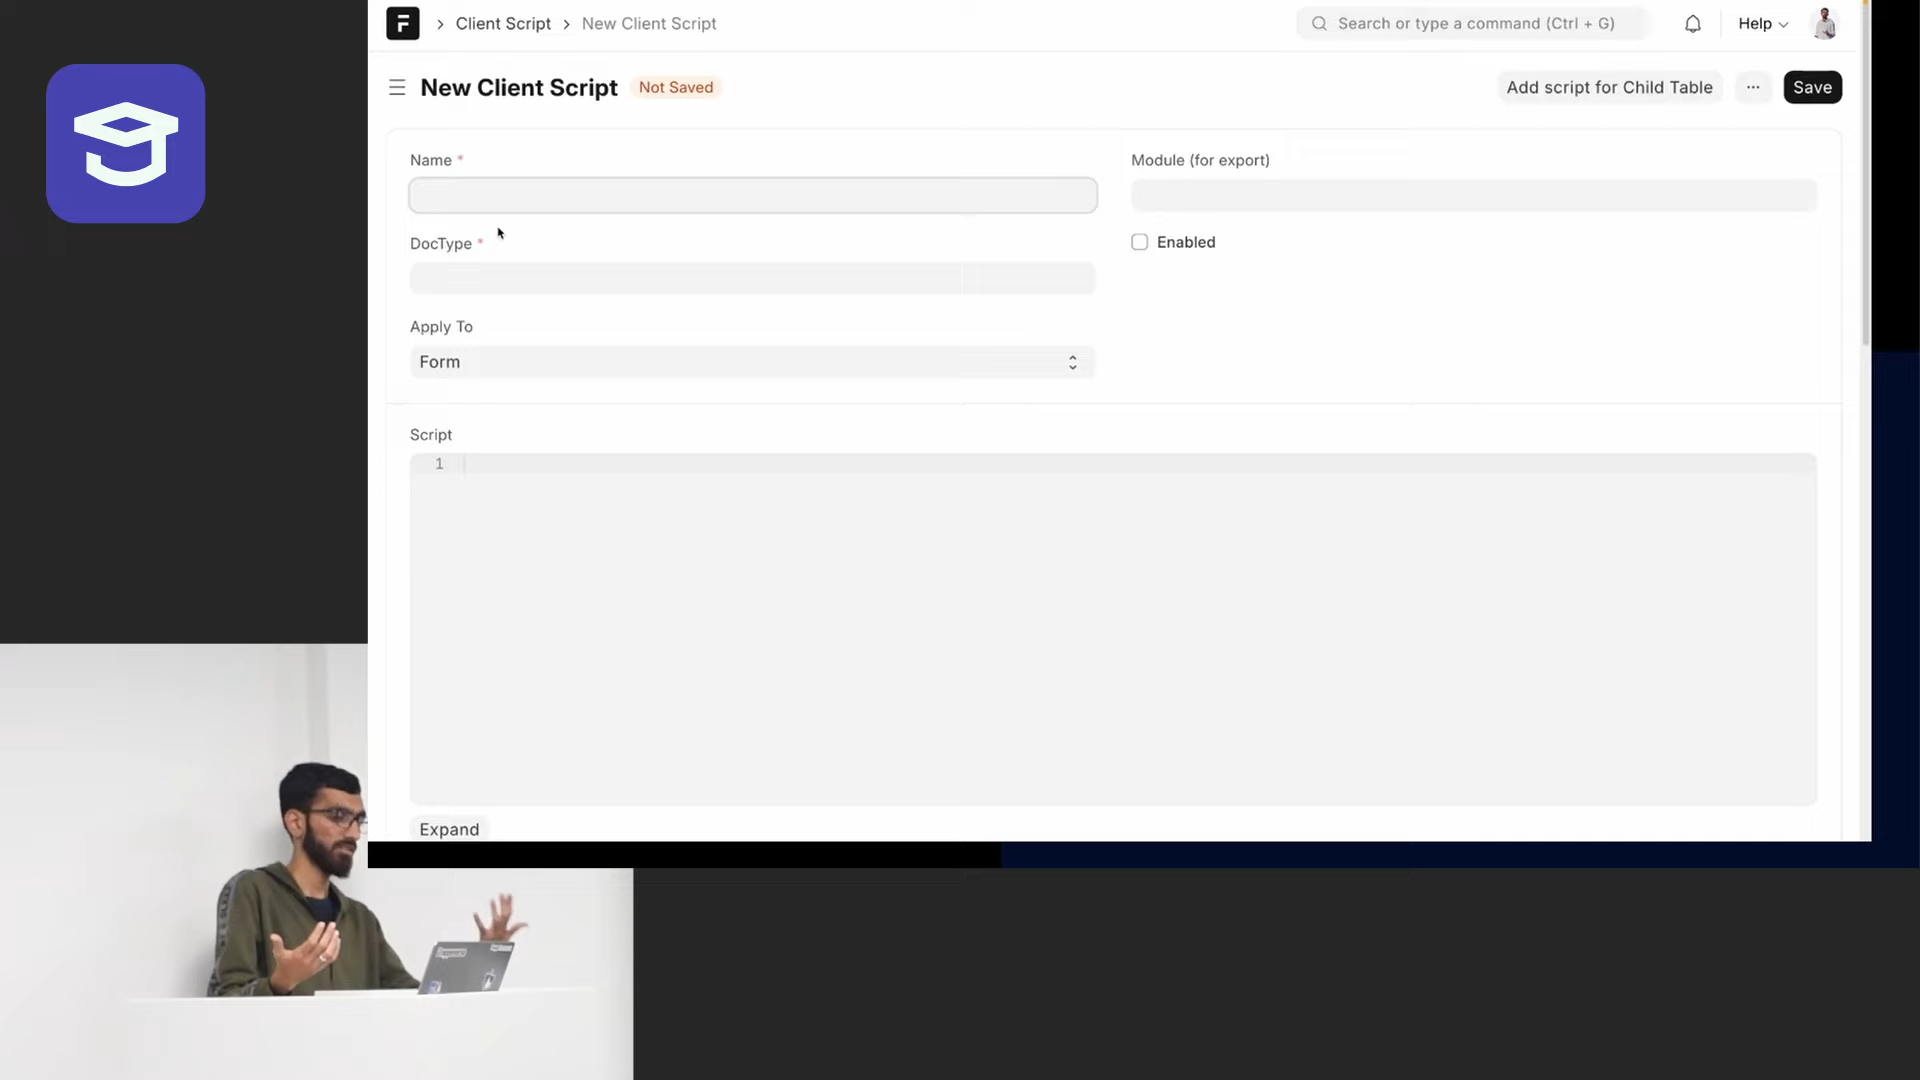 Client Script
New Client Script
Search or type a command (Ctrl + G)
Help
New Client Script
Not Saved
Add script for Child Table
...
Save
Name *
Module (for export)
DocType *
Enabled
Apply To
Form
Script
1
Expand